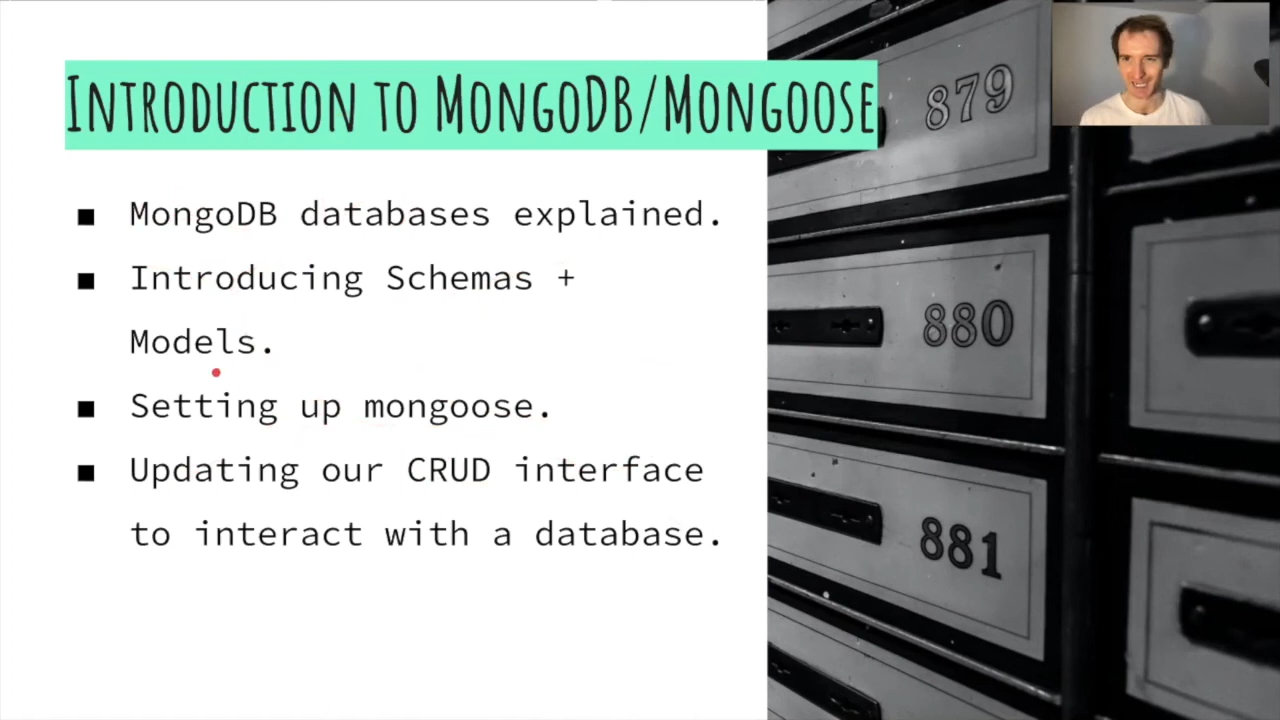 Introduction to MongoDB/Mongoose
■ MongoDB databases explained.
■ Introducing Schemas +
Models.
■ Setting up mongoose.
■ Updating our CRUD interface
to interact with a database.
879
880
881